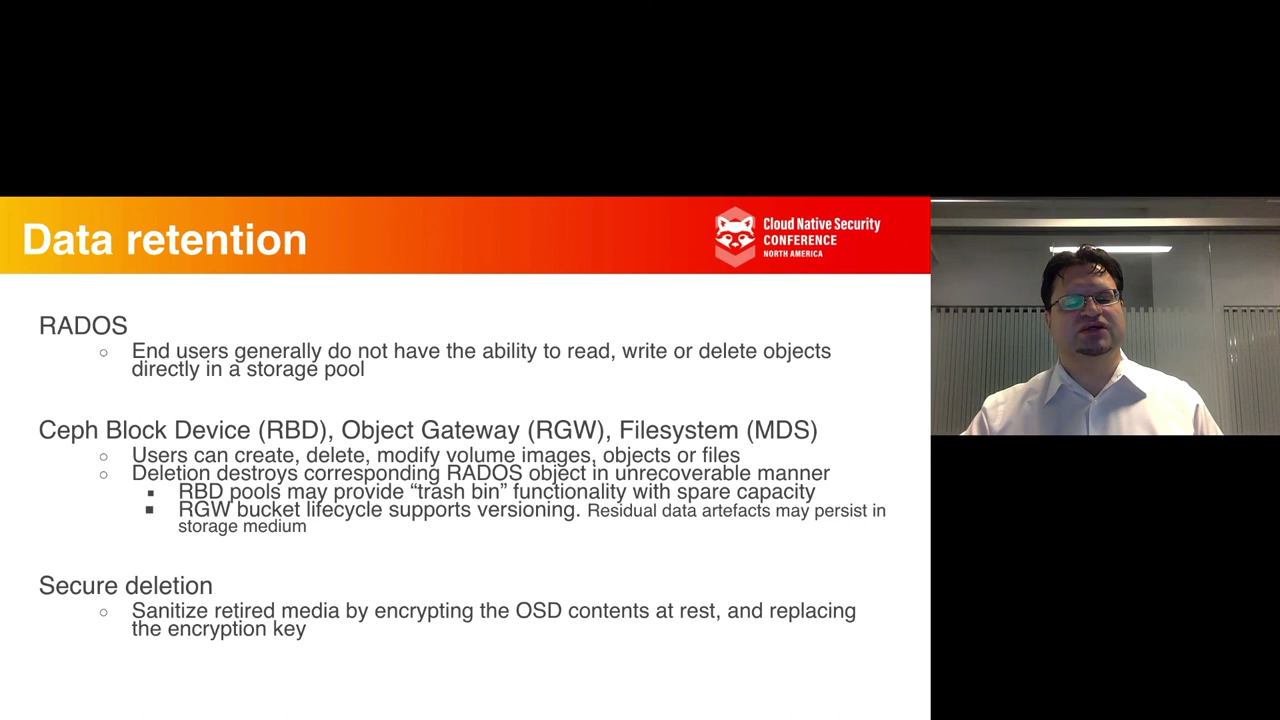 Data retention
Cloud Native Security
CONFERENCE
NORTH AMERICA
RADOS
End users generally do not have the ability to read, write or delete objects
directly in a storage pool
Ceph Block Device (RBD), Object Gateway (RGW), Filesystem (MDS)
Users can create, delete, modify volume images, objects or files
Deletion destroys corresponding RADOS object in unrecoverable manner
RBD pools may provide “trash bin” functionality with spare capacity
RGW bucket lifecycle supports versioning. Residual data artefacts may persist in
storage medium
Secure deletion
Sanitize retired media by encrypting the OSD contents at rest, and replacing
the encryption key